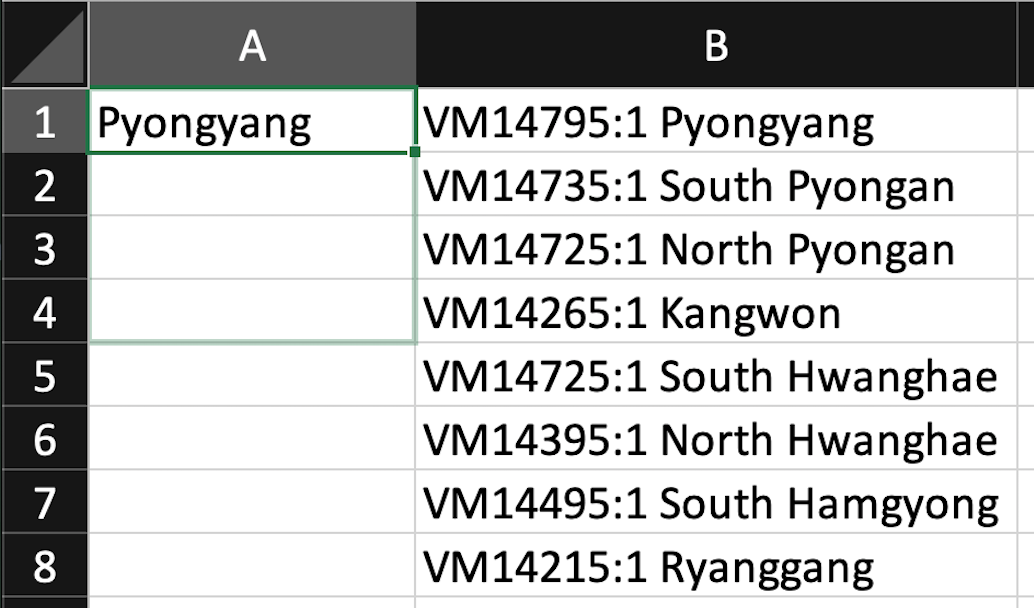 A B
1 Pyongyang VM14795:1 Pyongyang
2 VM14735:1 South Pyongan
3 VM14725:1 North Pyongan
4 VM14265:1 Kangwon
5 VM14725:1 South Hwanghae
6 VM14395:1 North Hwanghae
7 VM14495:1 South Hamgyong
8 VM14215:1 Ryanggang